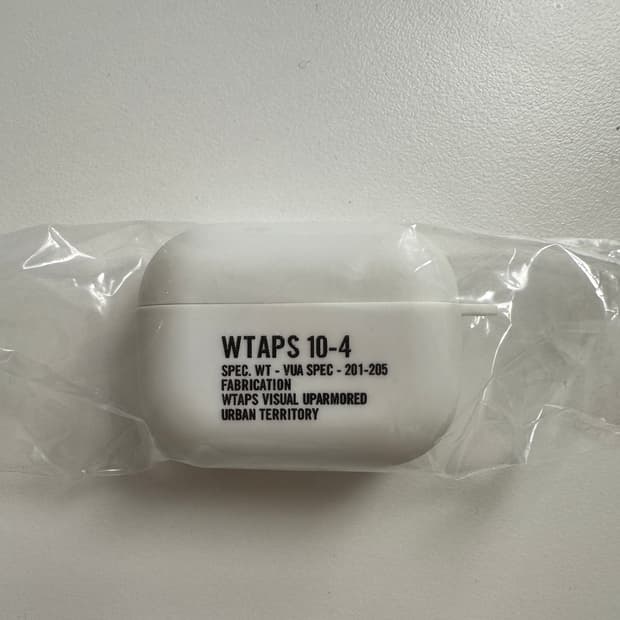 WTAPS 10-4
SPEC. WT - VUA SPEC - 201-205
FABRICATION
WTAPS VISUAL UPARMORED
URBAN TERRITORY